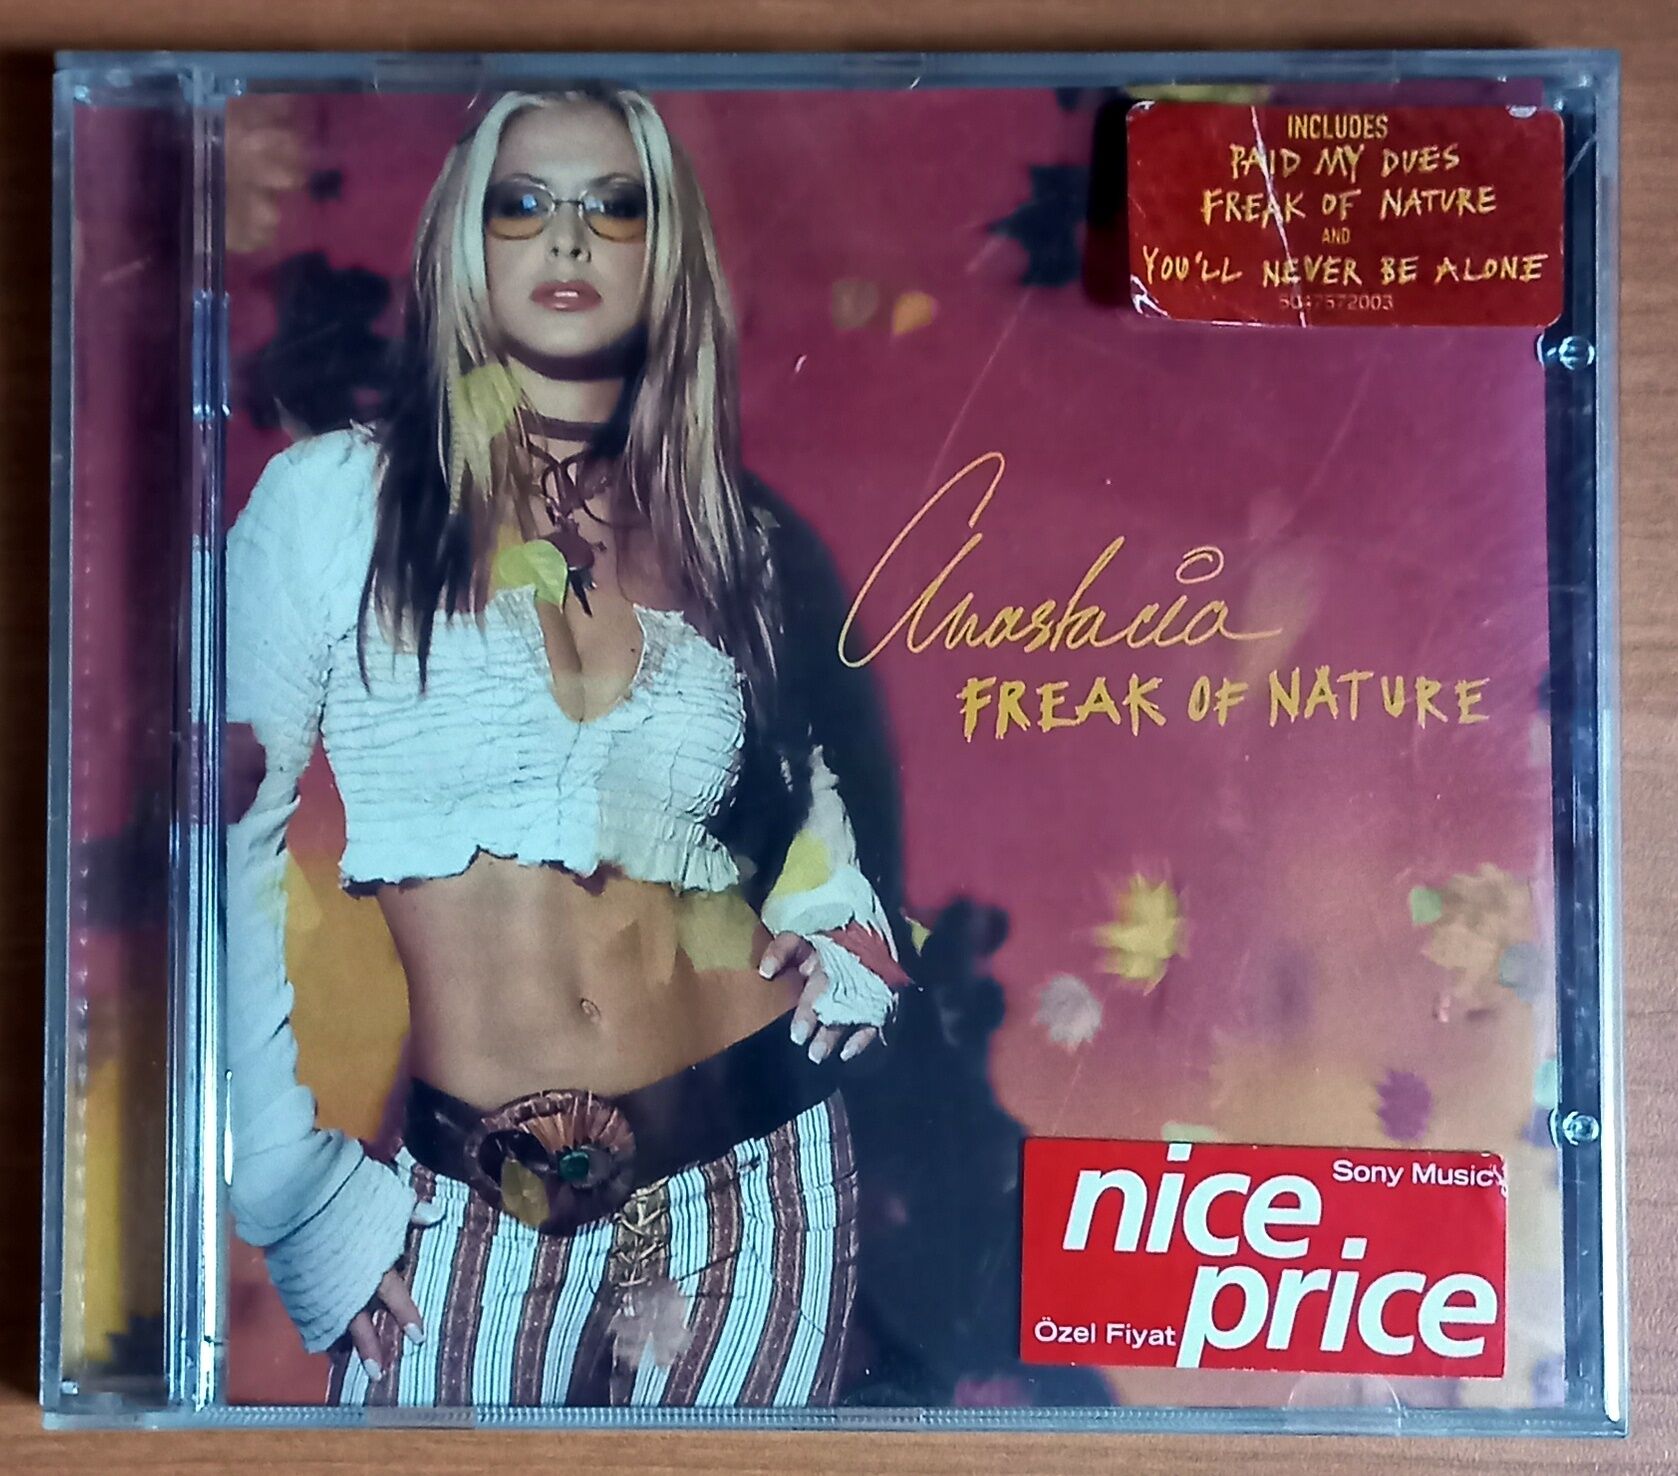 INCLUDES
PAID MY DUES
FREAK OF NATURE
AND
YOU'LL NEVER BE ALONE
5047572003
Anastacia
FREAK OF NATURE
Sony Music
nice
price
Özel Fiyat